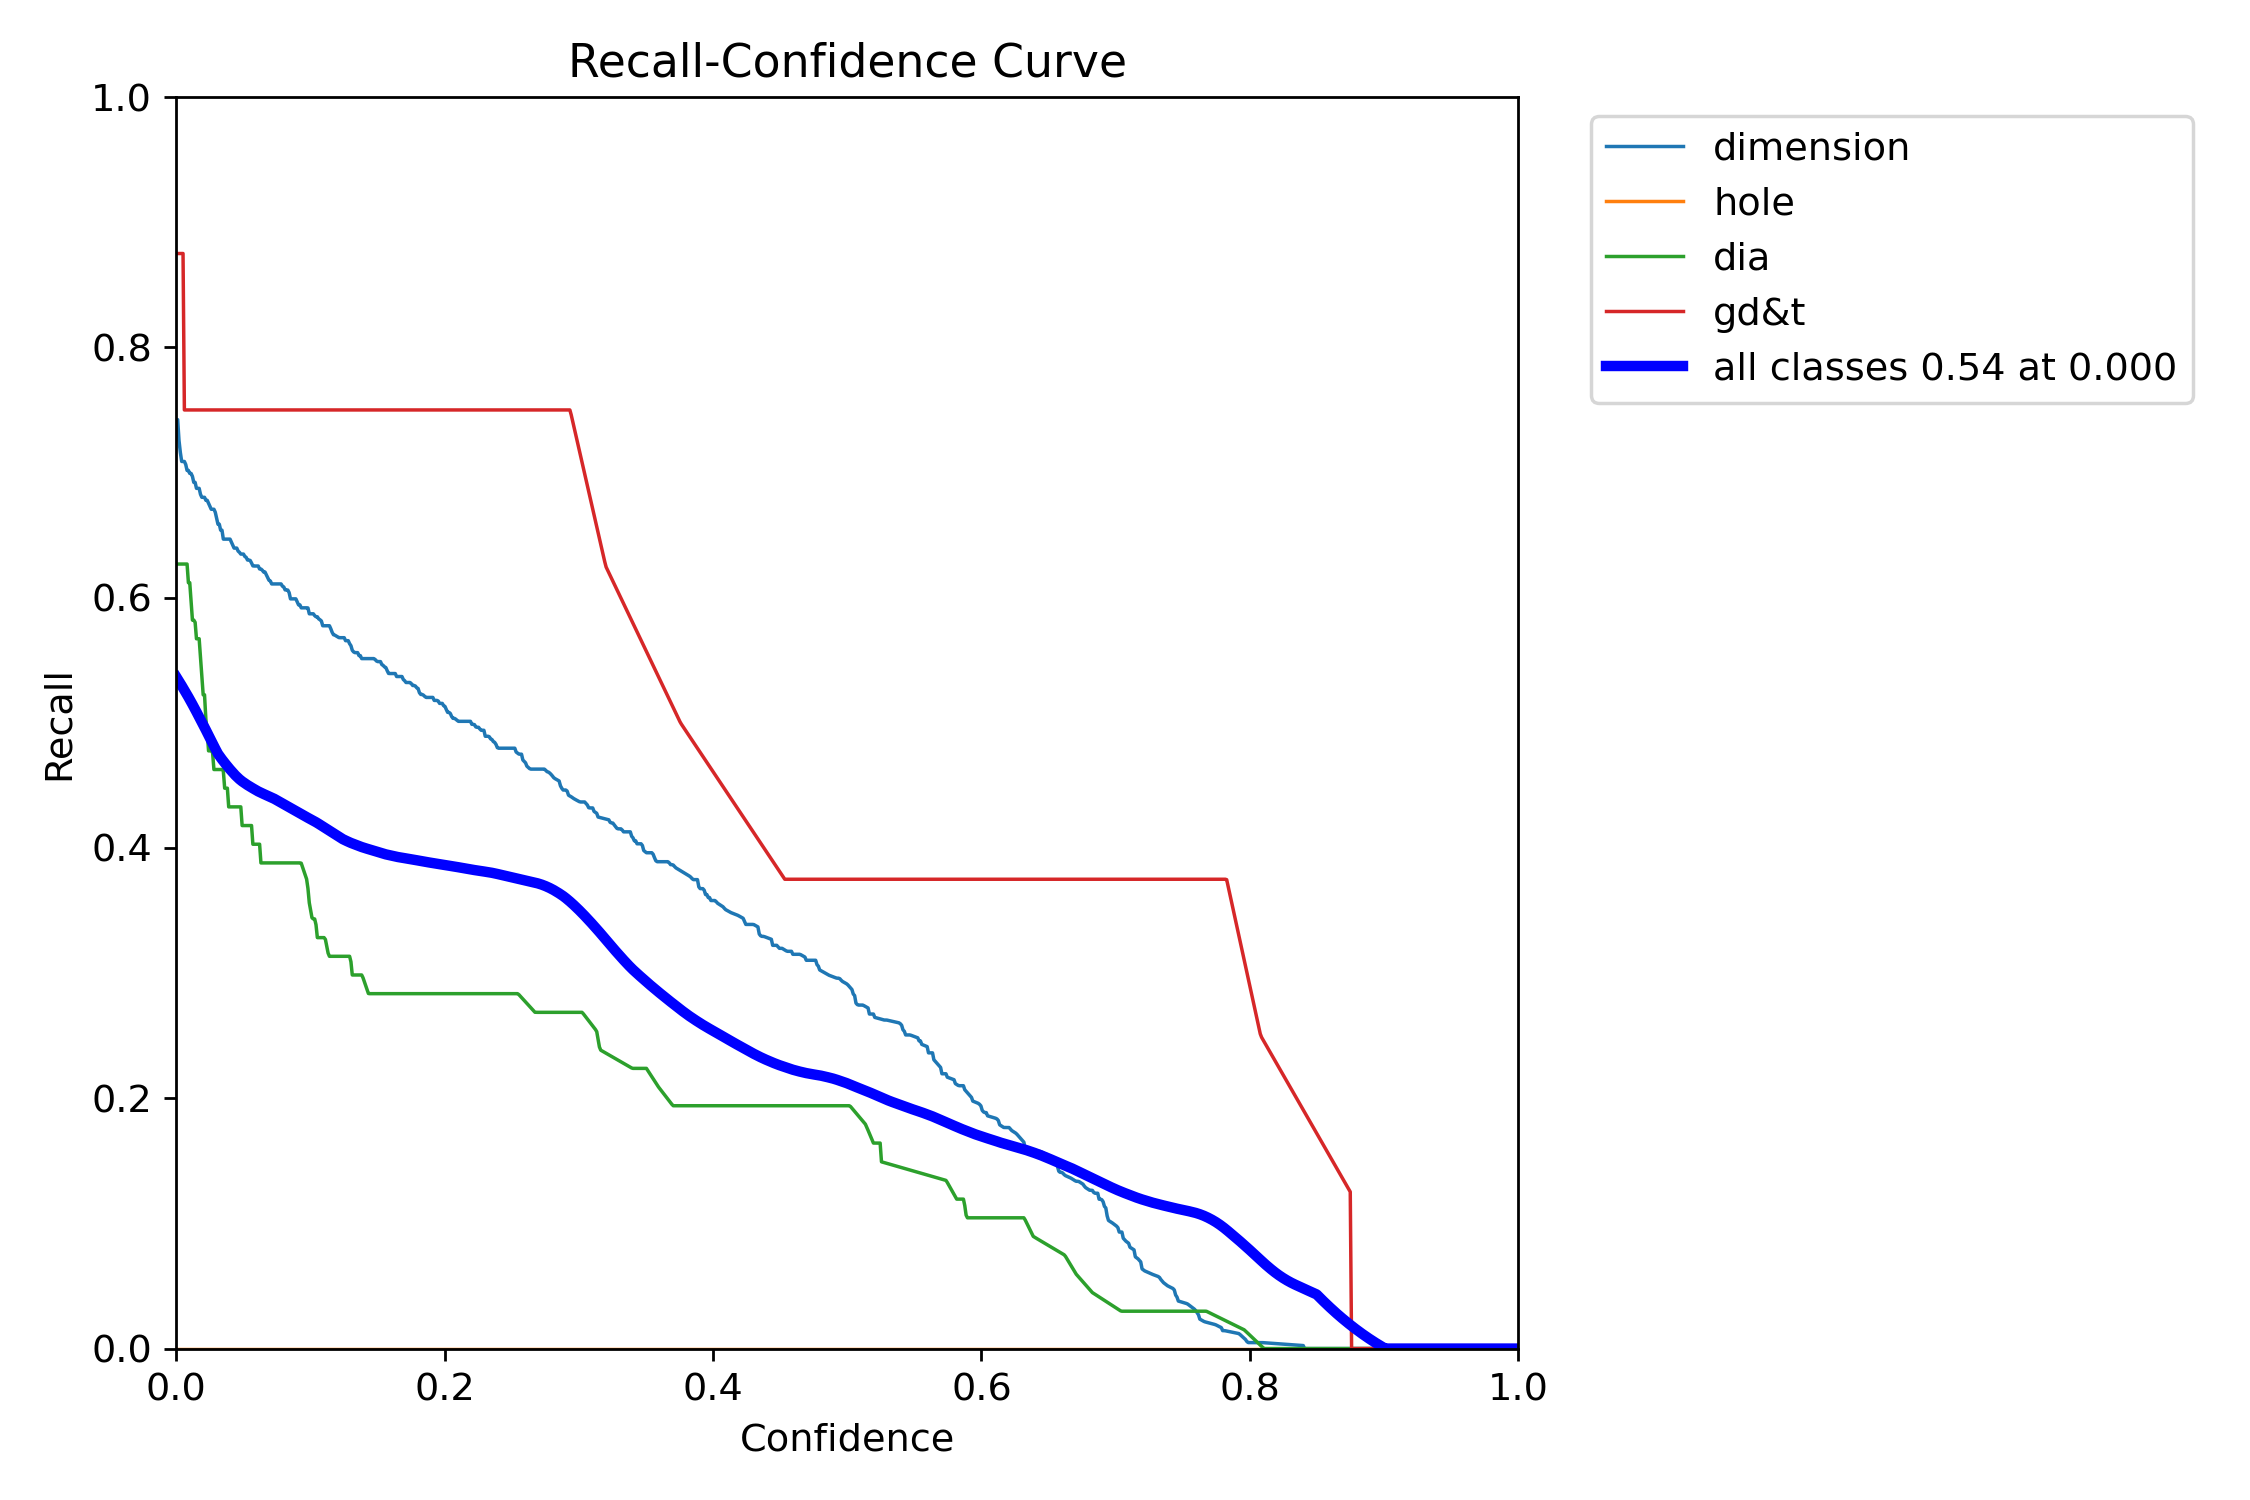 Recall-Confidence Curve
1.0
0.8
0.6
0.4
0.2
0.0
Recall
0.0 0.2 0.4 0.6 0.8 1.0
Confidence
dimension
hole
dia
gd&t
all classes 0.54 at 0.000